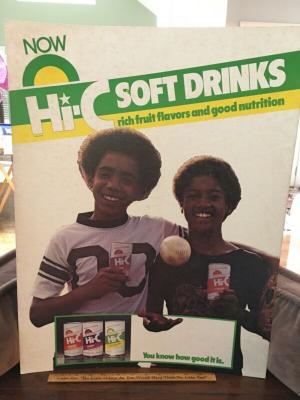 NOW
Hi-C SOFT DRINKS
rich fruit flavors and good nutrition
00
Hi-C
Hi-C
Hi-C Hi-C Hi-C
You know how good it is.